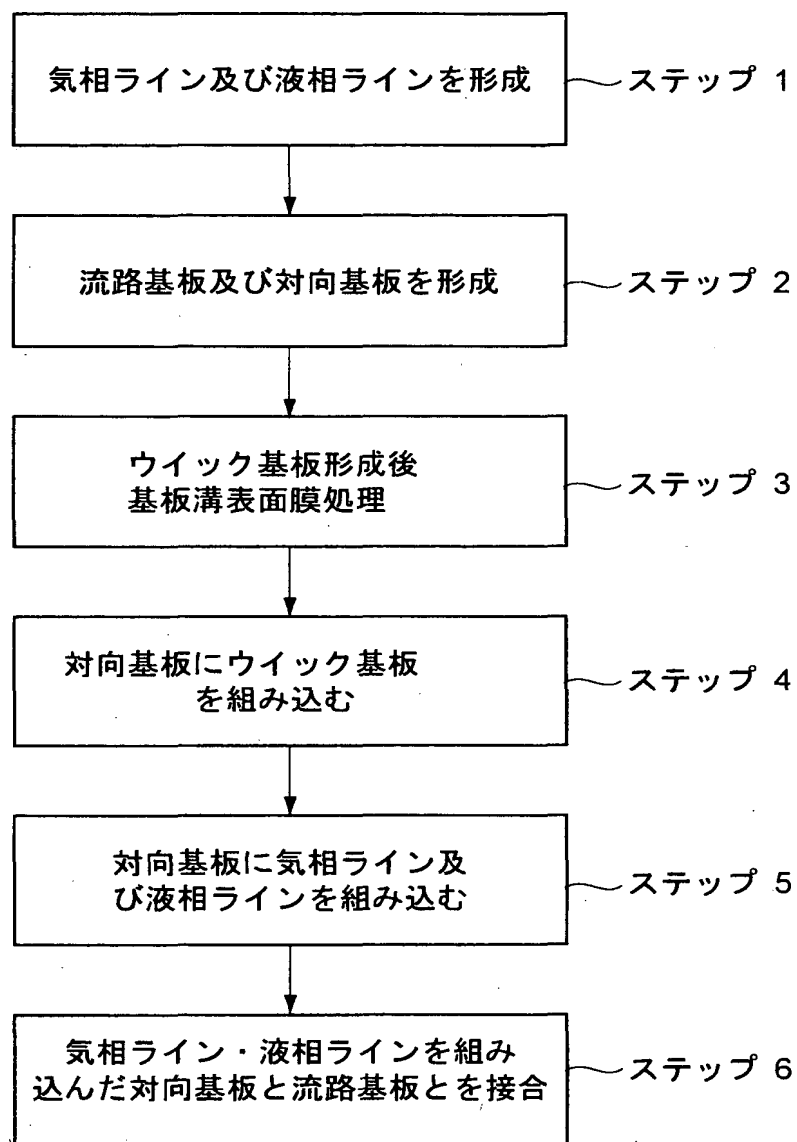 気相ライン及び液相ラインを形成
ステップ 1
流路基板及び対向基板を形成
ステップ 2
ウイック基板形成後
基板溝表面膜処理
ステップ 3
対向基板にウイック基板
を組み込む
ステップ 4
対向基板に気相ライン及
び液相ラインを組み込む
ステップ 5
気相ライン・液相ラインを組み
込んだ対向基板と流路基板とを接合
ステップ 6